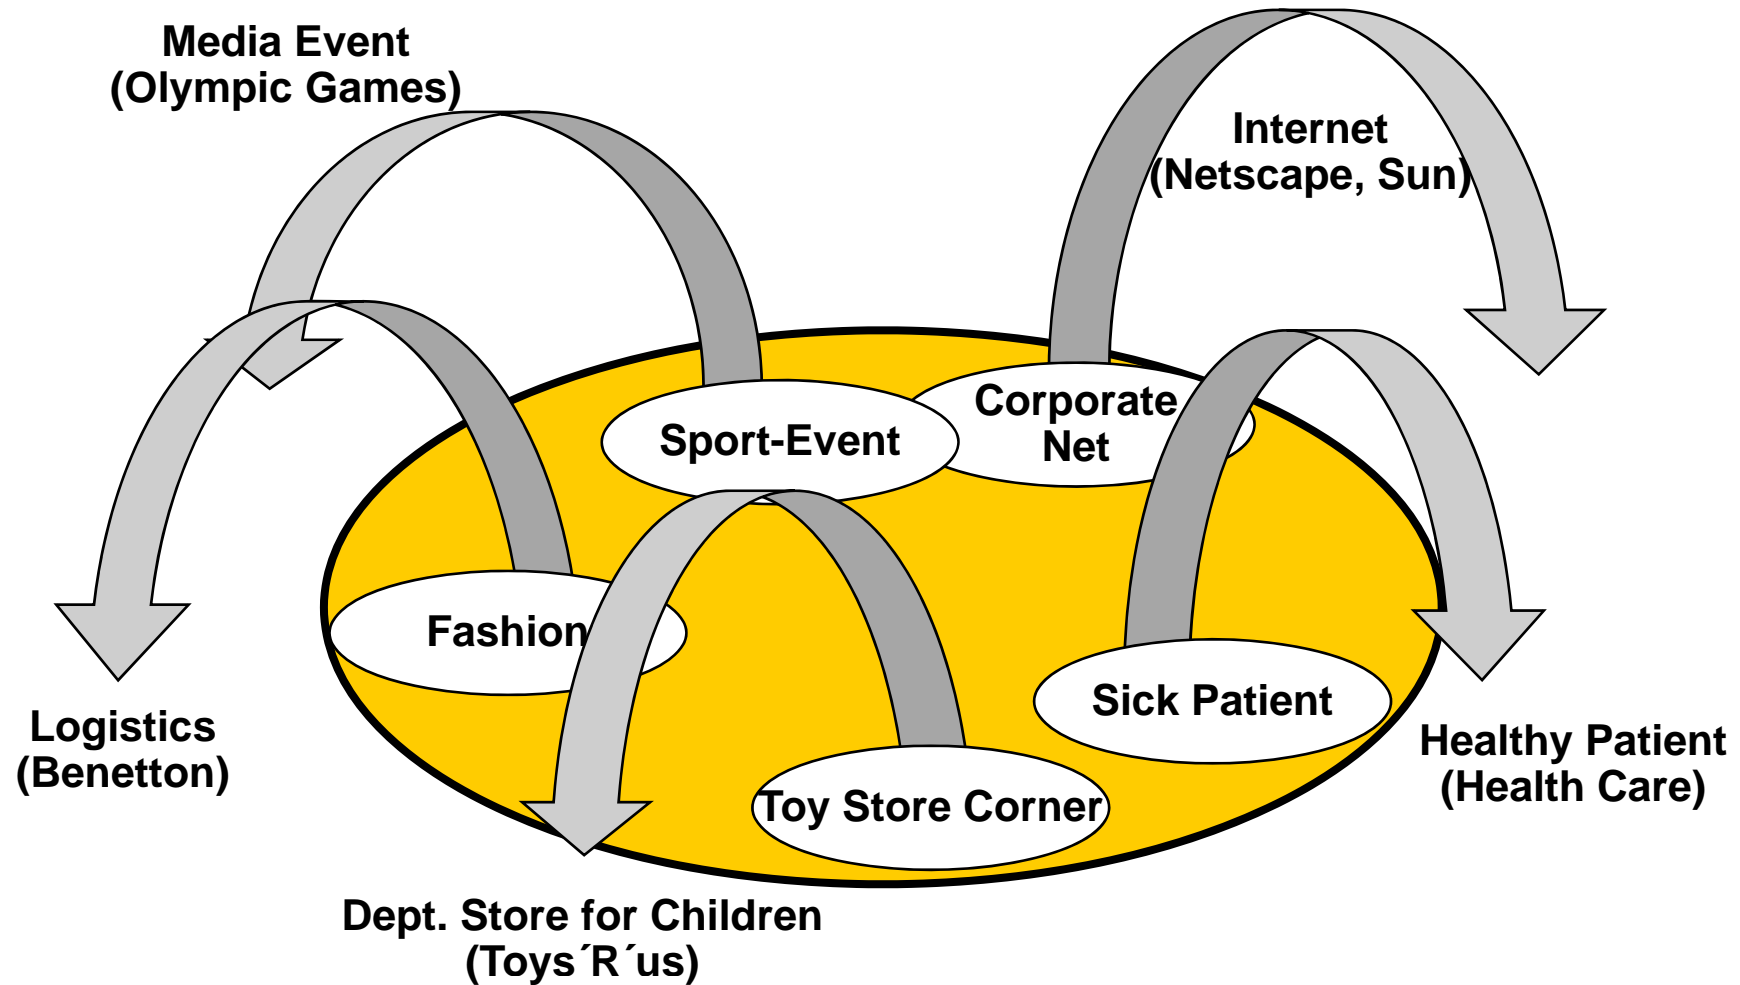 Media Event
(Olympic Games)
Internet
(Netscape, Sun)
Corporate
Net
Sport-Event
Fashion
Sick Patient
Logistics
(Benetton)
Healthy Patient
(Health Care)
Toy Store Corner
Dept. Store for Children
(Toys´R´us)